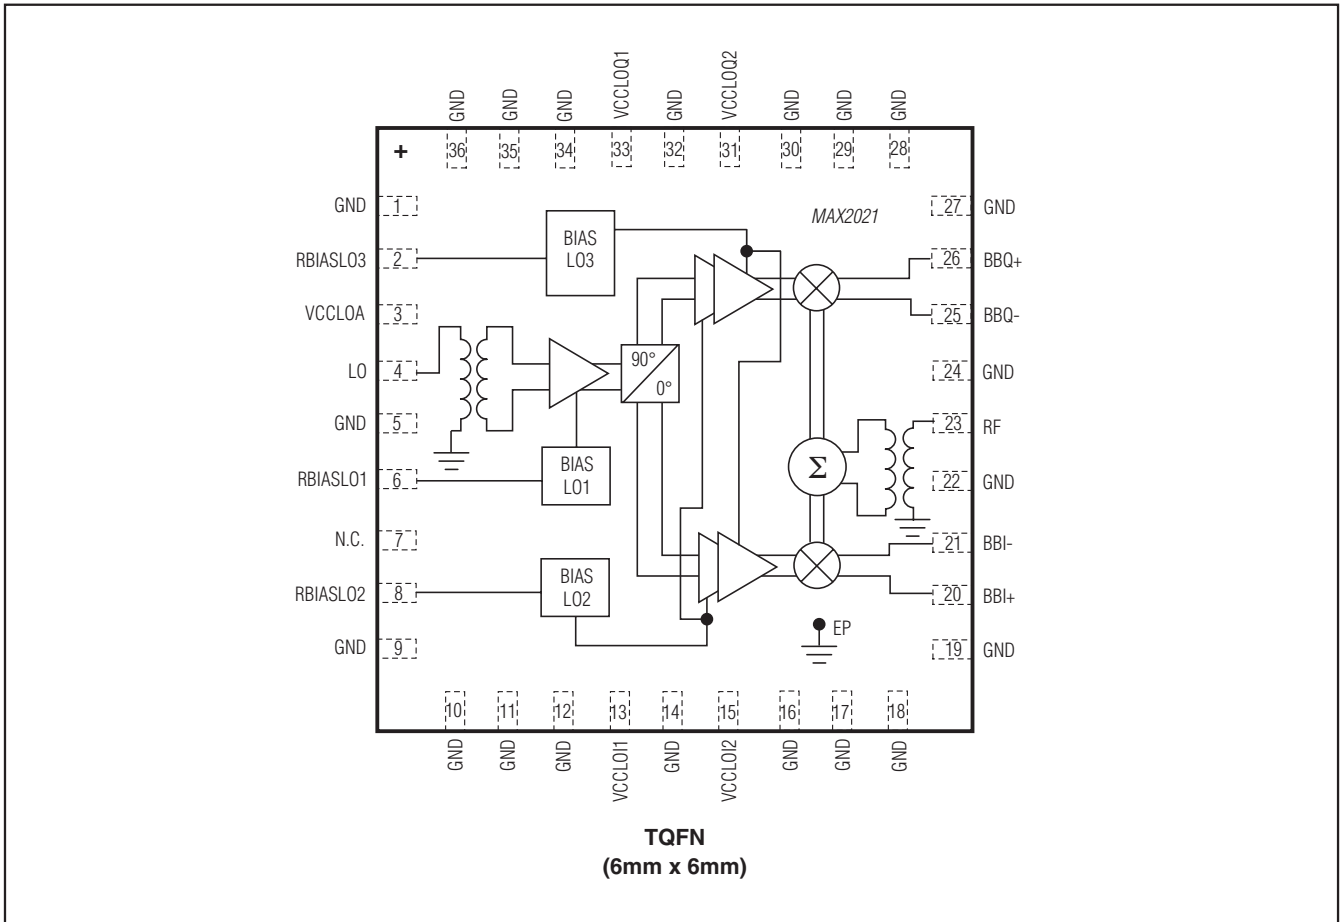 GND GND GND VCCLOQ1 GND VCCLOQ2 GND GND GND
+ 36 35 34 33 32 31 30 29 28
MAX2021
GND 1
27 GND
RBIASLO3 2
BIAS
LO3
26 BBQ+
VCCLOA 3
25 BBQ-
LO 4
90°
0°
24 GND
GND 5
23 RF
RBIASLO1 6
BIAS
LO1
Σ
22 GND
N.C. 7
21 BBI-
RBIASLO2 8
BIAS
LO2
20 BBI+
EP
GND 9
19 GND
10 11 12 13 14 15 16 17 18
GND GND GND VCCLOI1 GND VCCLOI2 GND GND GND
TQFN
(6mm x 6mm)